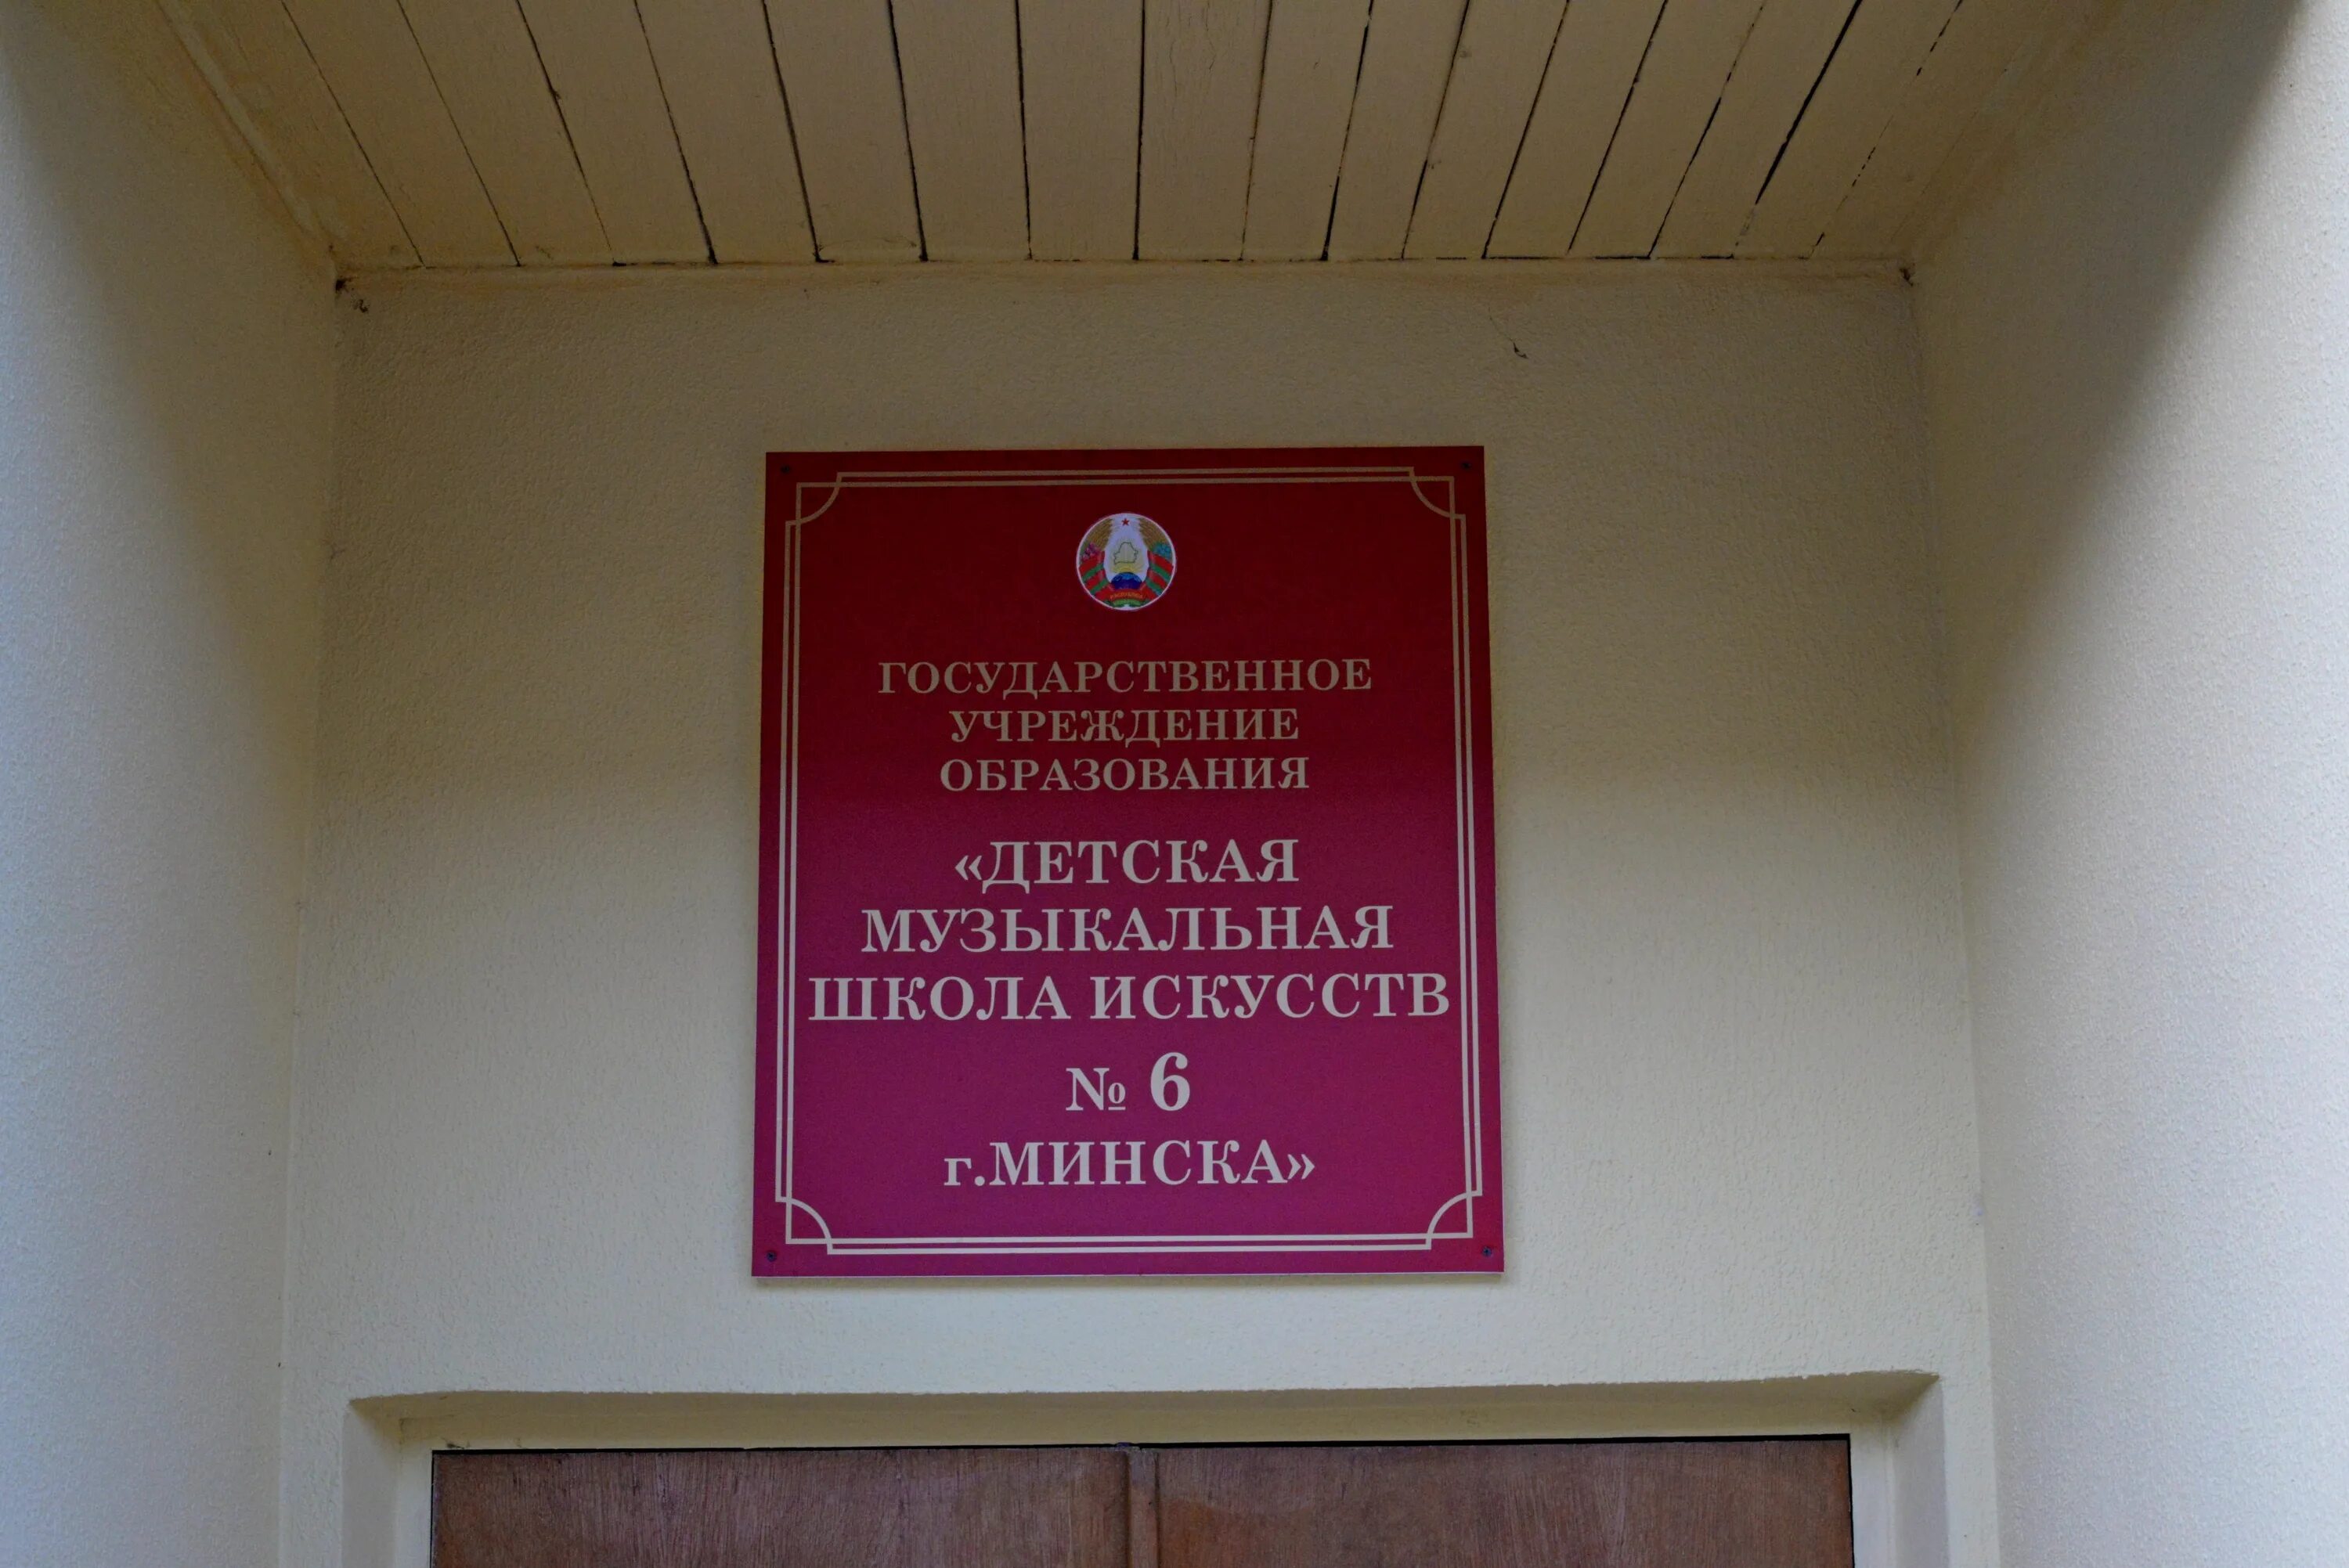 ГОСУДАРСТВЕННОЕ
УЧРЕЖДЕНИЕ
ОБРАЗОВАНИЯ
«ДЕТСКАЯ
МУЗЫКАЛЬНАЯ
ШКОЛА ИСКУССТВ
№ 6
г.МИНСКА»